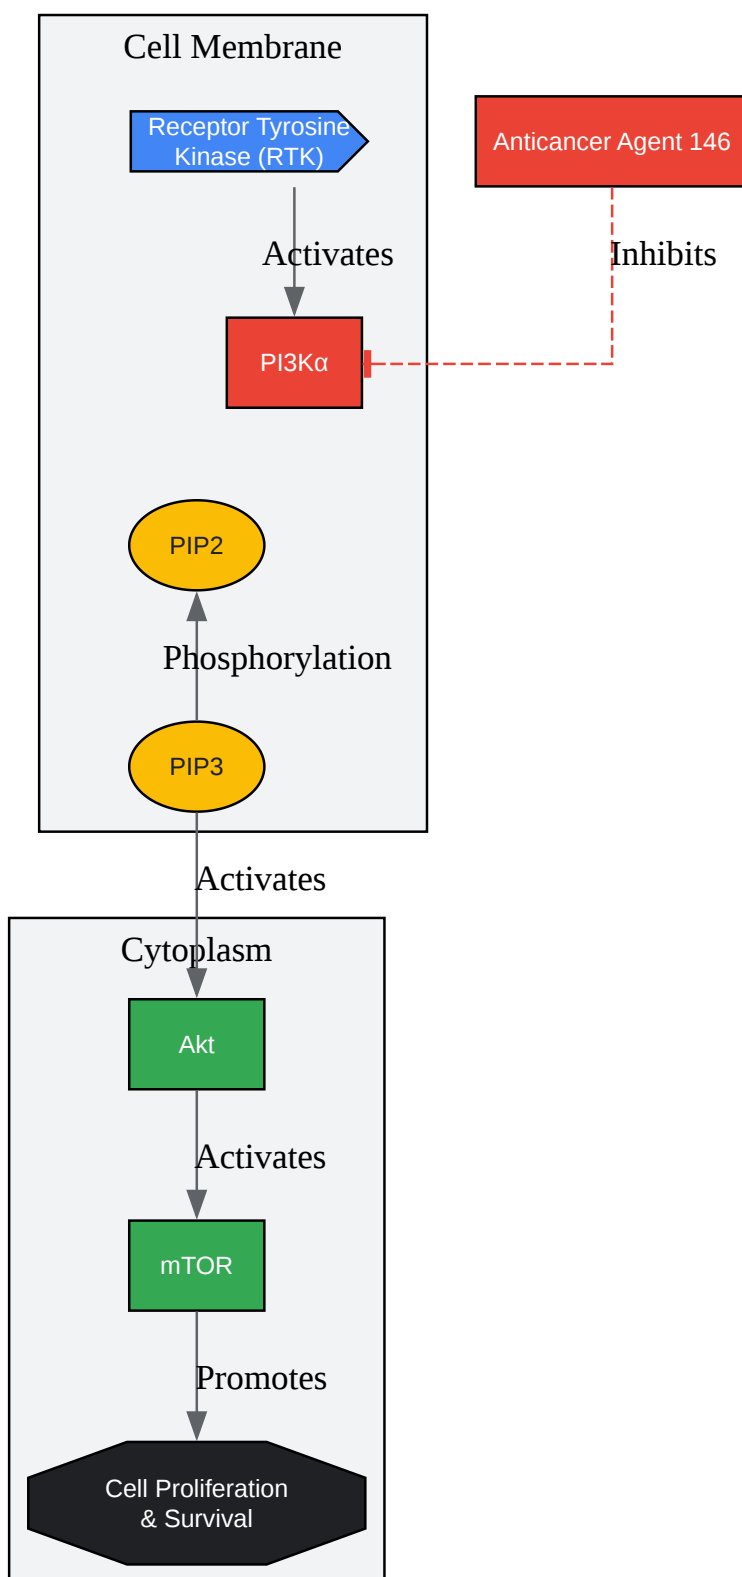 Cell Membrane
Receptor Tyrosine
Kinase (RTK)
Anticancer Agent 146
Activates
Inhibits
PI3Kα
PIP2
Phosphorylation
PIP3
Activates
Cytoplasm
Akt
Activates
mTOR
Promotes
Cell Proliferation
& Survival